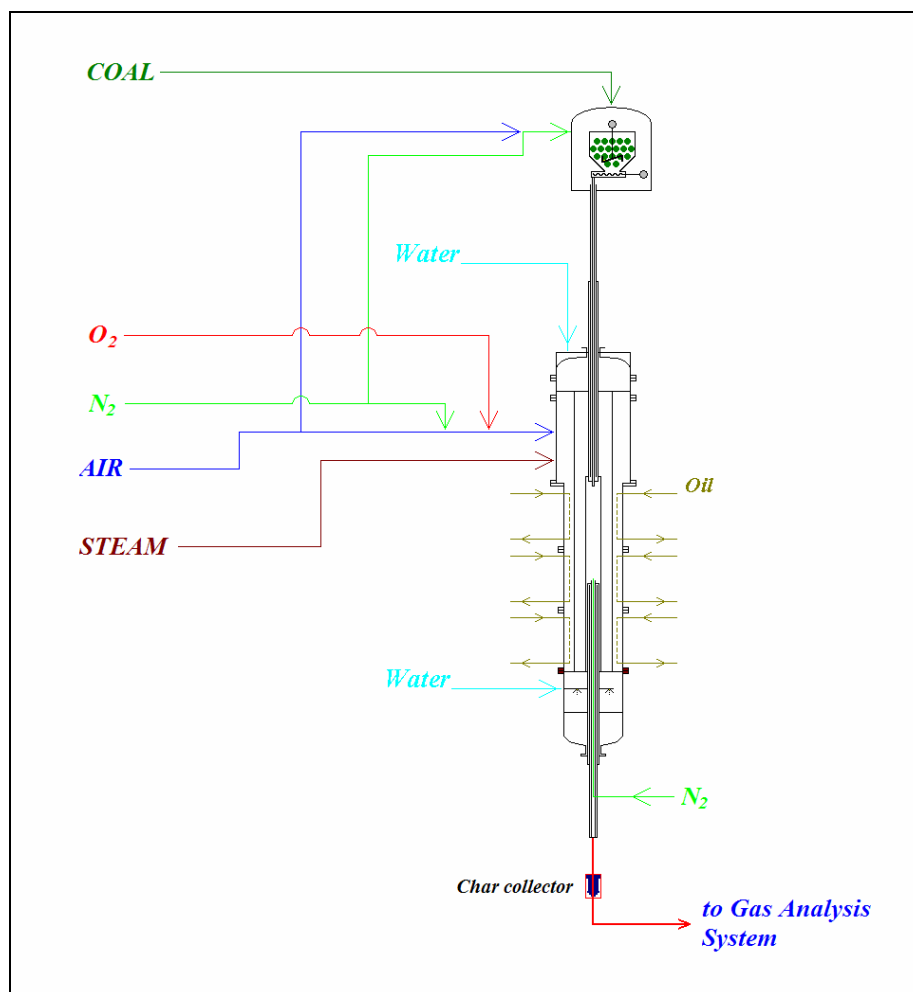 COAL
Water
O₂
N₂
AIR
Oil
STEAM
Water
N₂
Char collector
to Gas Analysis
System